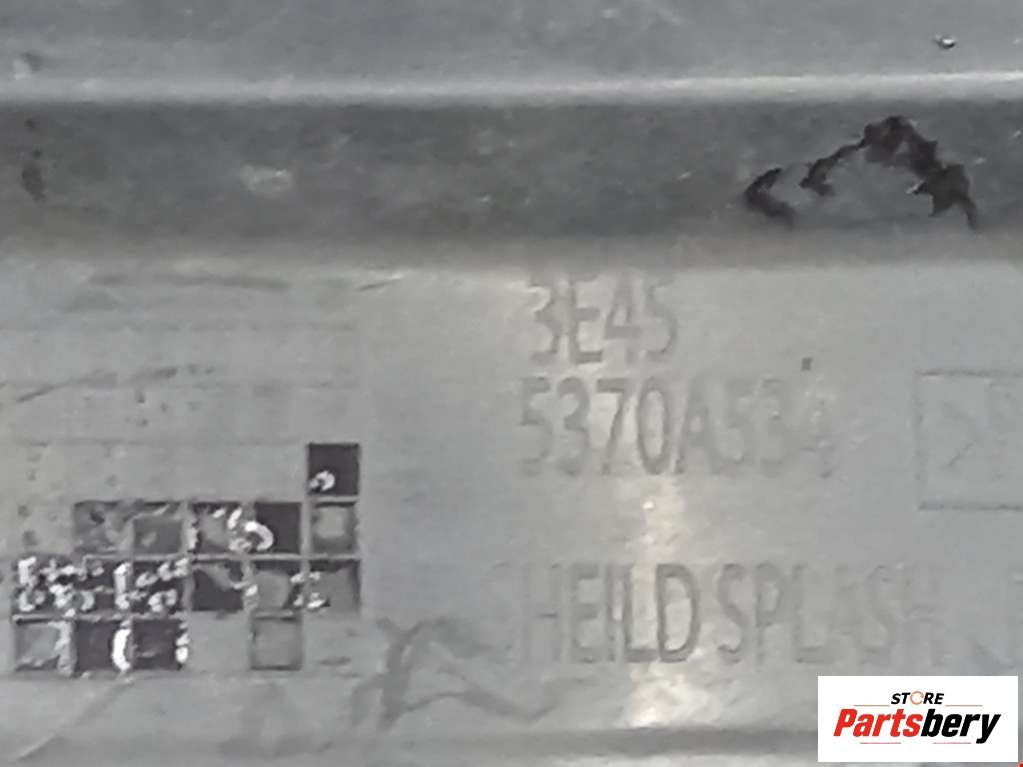 3E45
5370A534
SHEILD SPLASH
STORE
Partsbery